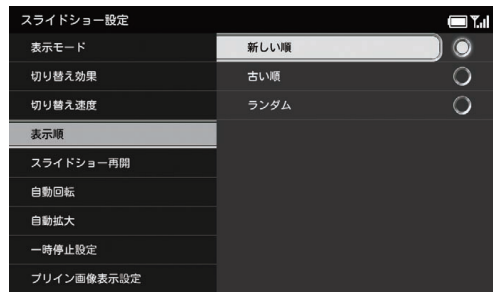 スライドショー設定
表示モード
新しい順
切り替え効果
古い順
切り替え速度
ランダム
表示順
スライドショー再開
自動回転
自動拡大
一時停止設定
プリイン画像表示設定